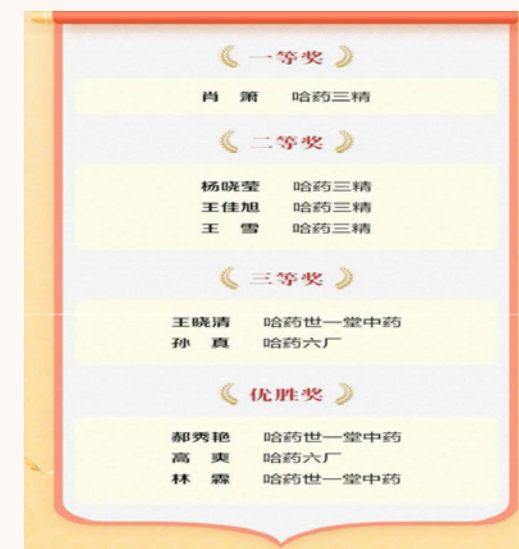 一等奖
肖 箫 哈药三精
二等奖
杨晓莹 哈药三精
王佳旭 哈药三精
王 雪 哈药三精
三等奖
王晓清 哈药世一堂中药
孙 真 哈药六厂
优胜奖
郝秀艳 哈药世一堂中药
高 爽 哈药六厂
林 霖 哈药世一堂中药